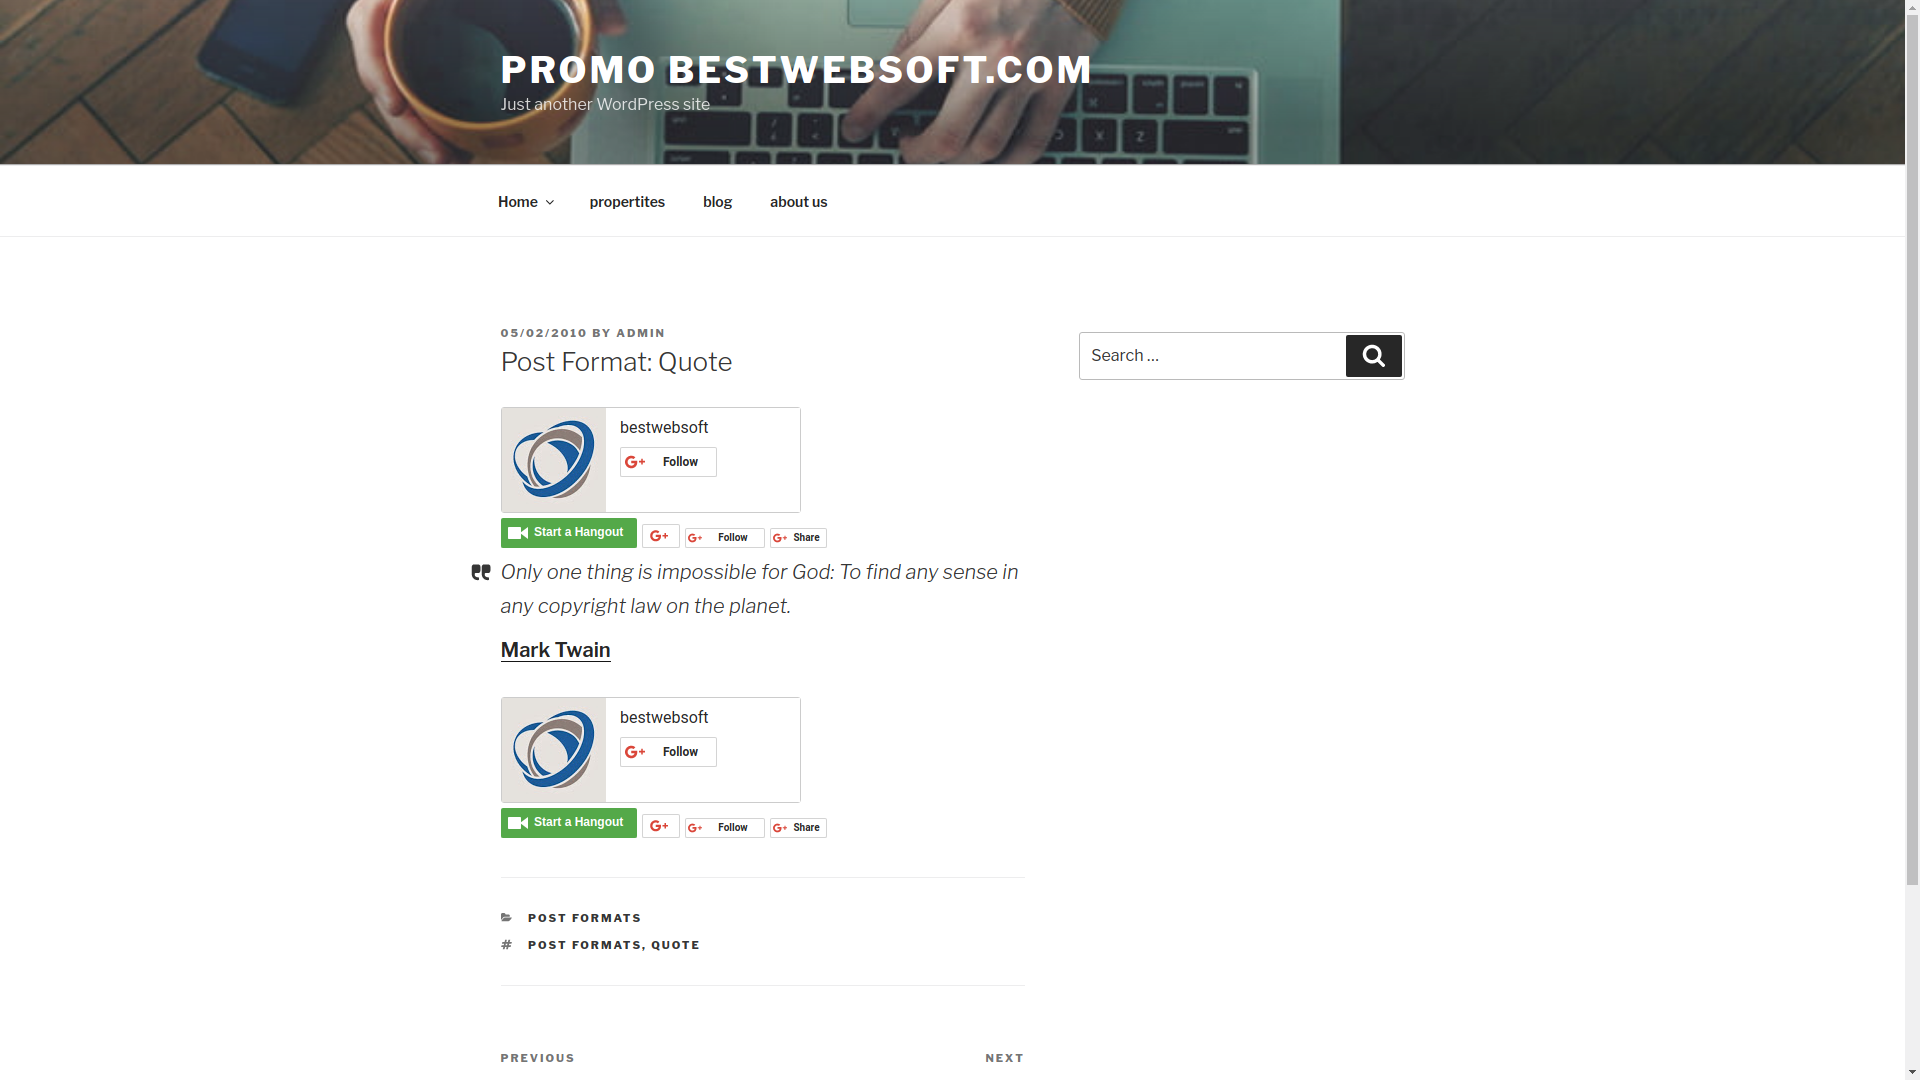 PROMO BESTWEBSOFT.COM
Just another WordPress site
Home propertites blog about us
05/02/2010 BY ADMIN
Post Format: Quote
Search …
bestwebsoft
G+ Follow
Start a Hangout G+ G+ Follow G+ Share
Only one thing is impossible for God: To find any sense in
any copyright law on the planet.
Mark Twain
bestwebsoft
G+ Follow
Start a Hangout G+ G+ Follow G+ Share
POST FORMATS
# POST FORMATS, QUOTE
PREVIOUS NEXT